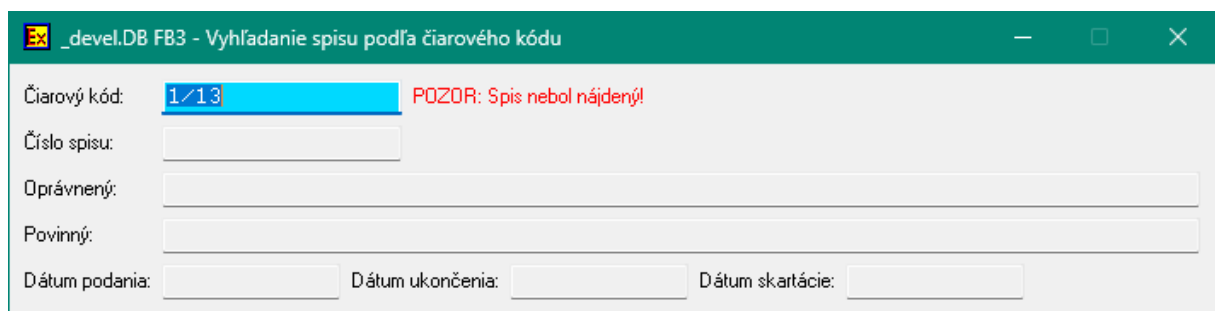 Ex _devel.DB FB3 - Vyhľadanie spisu podľa čiarového kódu
Čiarový kód: 1/13 POZOR: Spis nebol nájdený!
Číslo spisu:
Oprávnený:
Povinný:
Dátum podania: Dátum ukončenia: Dátum skartácie: